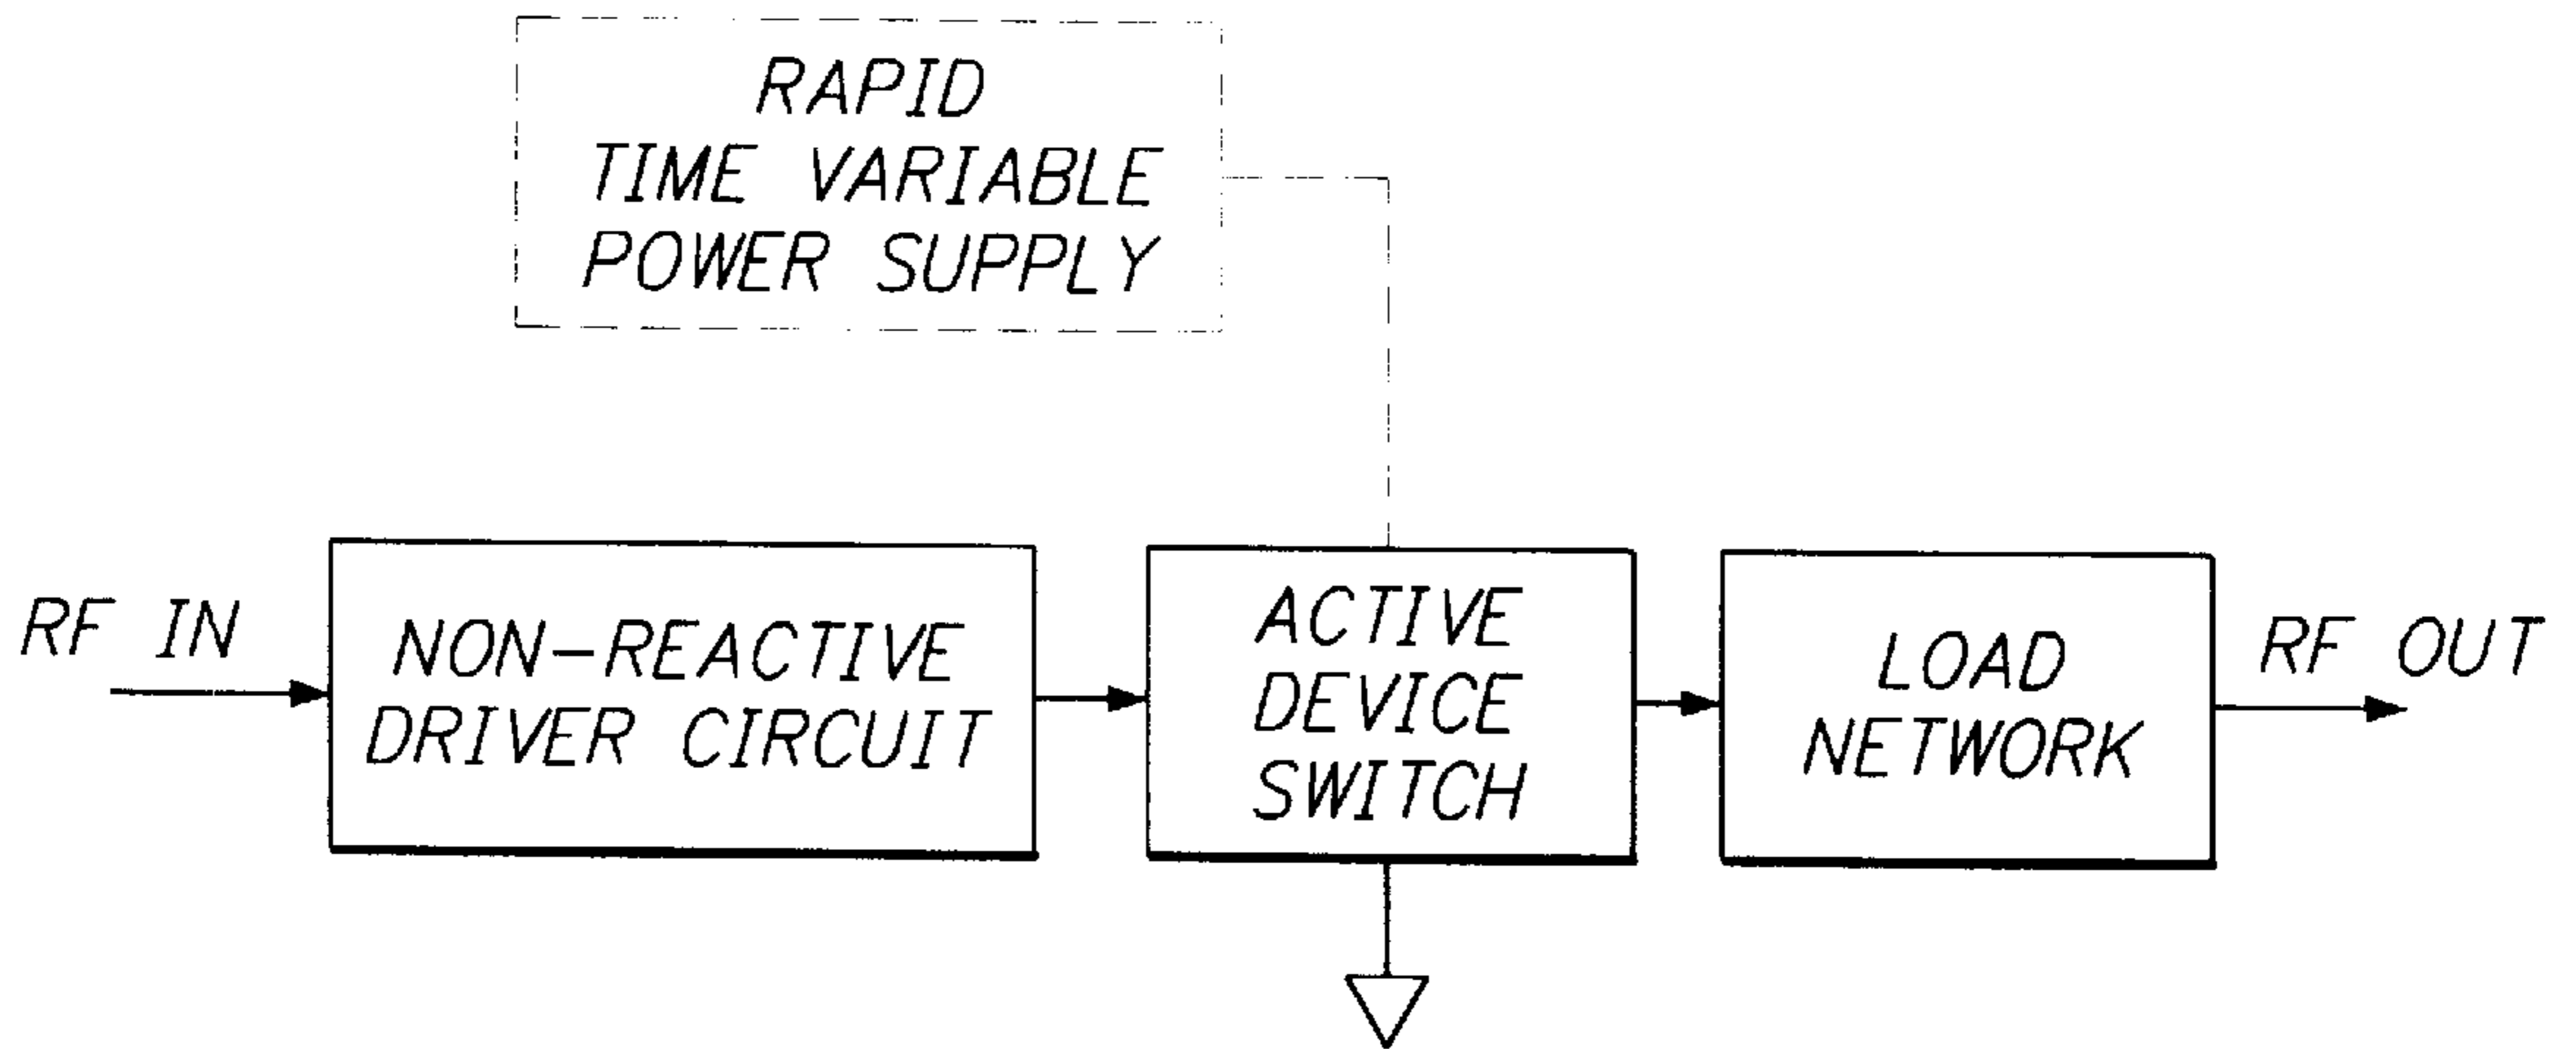 RAPID
TIME VARIABLE
POWER SUPPLY
RF IN
NON-REACTIVE
DRIVER CIRCUIT
ACTIVE
DEVICE
SWITCH
LOAD
NETWORK
RF OUT